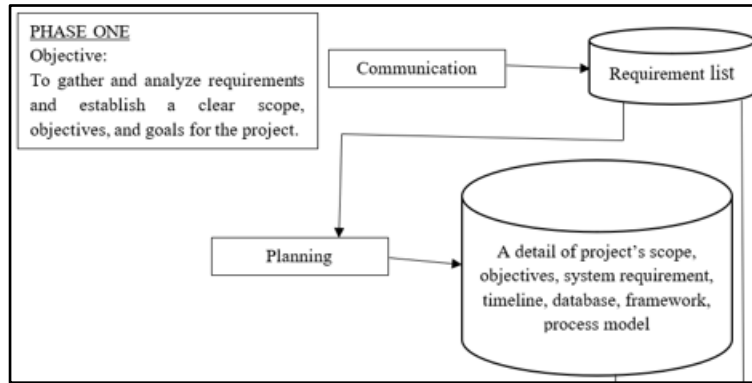 PHASE ONE
Objective:
To gather and analyze requirements
and establish a clear scope,
objectives, and goals for the project.
Communication
Requirement list
Planning
A detail of project's scope,
objectives, system requirement,
timeline, database, framework,
process model